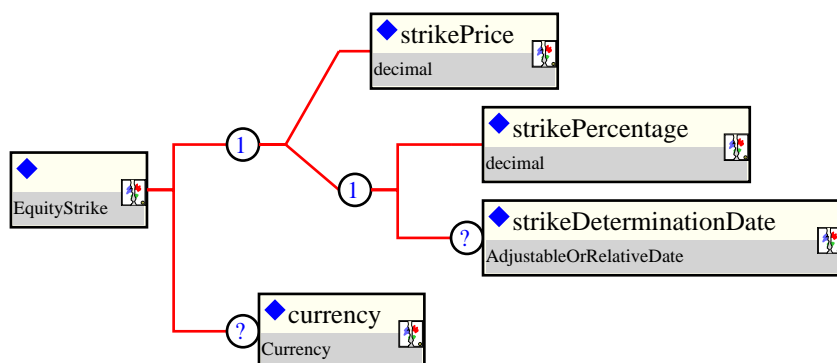 strikePrice
decimal
1
strikePercentage
decimal
1
EquityStrike
strikeDeterminationDate
?
AdjustableOrRelativeDate
currency
?
Currency